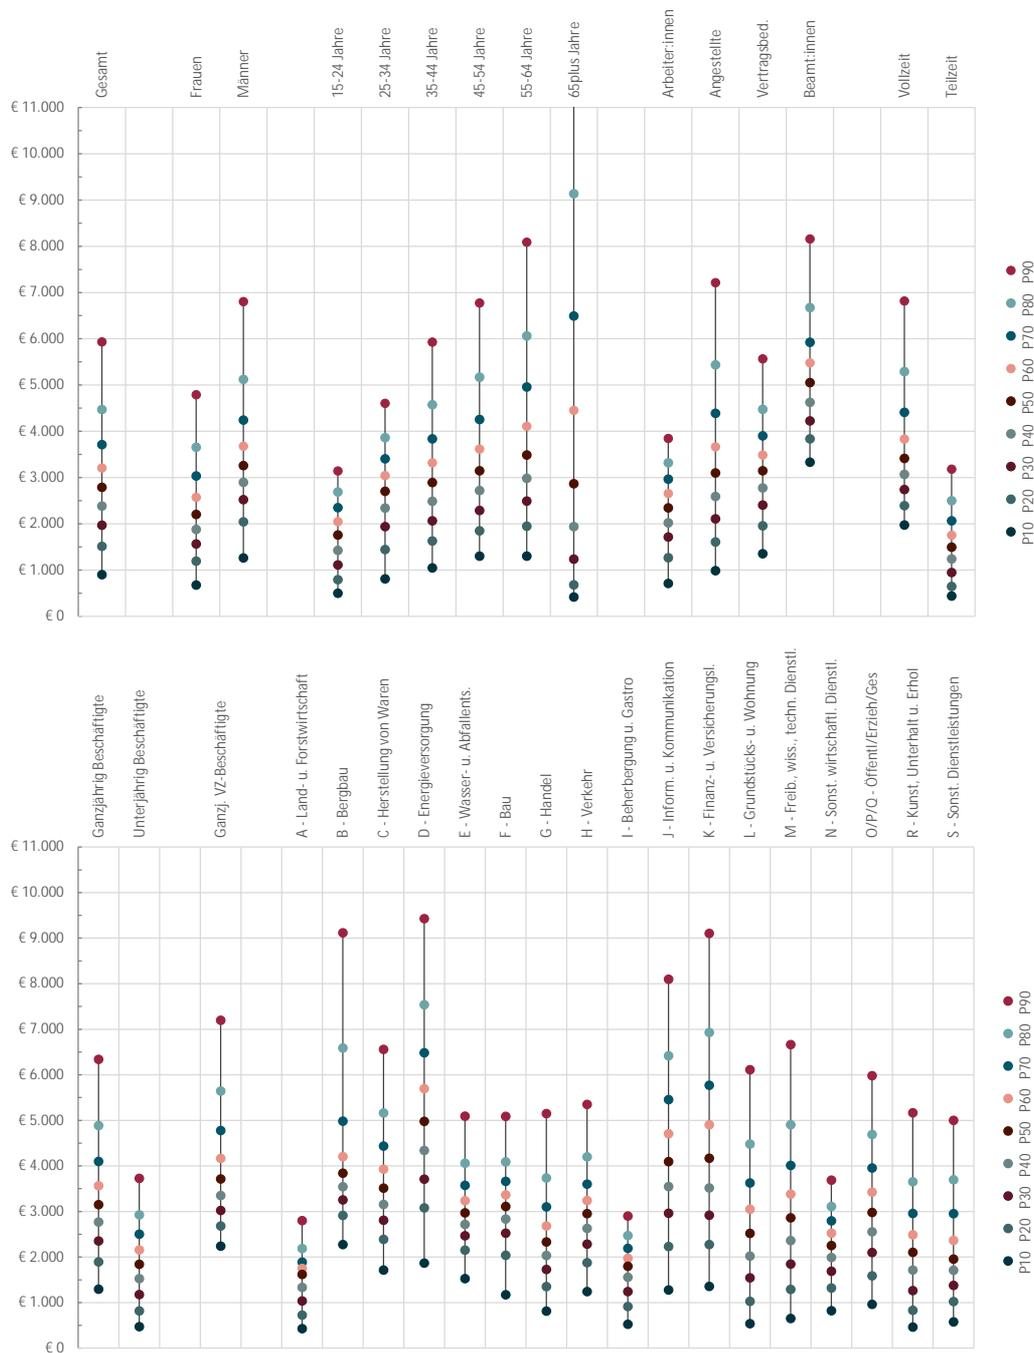 Gesamt
Frauen
Männer
15-24 Jahre
25-34 Jahre
35-44 Jahre
45-54 Jahre
55-64 Jahre
65plus Jahre
Arbeiter:innen
Angestellte
Vertragsbed.
Beamt:innen
Vollzeit
Teilzeit
€ 11.000
€ 10.000
€ 9.000
€ 8.000
€ 7.000
€ 6.000
€ 5.000
€ 4.000
€ 3.000
€ 2.000
€ 1.000
€ 0
P90
P80
P70
P60
P50
P40
P30
P20
P10
Ganzjährig Beschäftigte
Unterjährig Beschäftigte
Ganzj. VZ-Beschäftigte
A - Land- u. Forstwirtschaft
B - Bergbau
C - Herstellung von Waren
D - Energieversorgung
E - Wasser- u. Abfallents.
F - Bau
G - Handel
H - Verkehr
I - Beherbergung u. Gastro
J - Inform. u. Kommunikation
K - Finanz- u. Versicherungsl.
L - Grundstücks- u. Wohnung
M - Freib., wiss., techn. Dienstl.
N - Sonst. wirtschaftl. Dienstl.
O/P/Q - Öffentl/Erzieh/Ges
R - Kunst, Unterhalt u. Erhol
S - Sonst. Dienstleistungen
€ 11.000
€ 10.000
€ 9.000
€ 8.000
€ 7.000
€ 6.000
€ 5.000
€ 4.000
€ 3.000
€ 2.000
€ 1.000
€ 0
P90
P80
P70
P60
P50
P40
P30
P20
P10